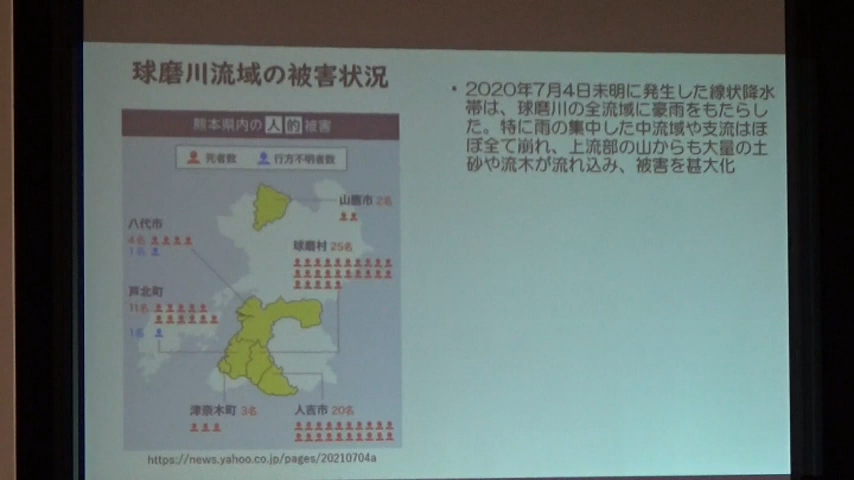 球磨川流域の被害状況
熊本県内の人的被害
死者数 行方不明者数
山鹿市 2名
八代市
4名
1名
球磨村 25名
芦北町
11名
1名
津奈木町 3名
人吉市 20名
https://news.yahoo.co.jp/pages/20210704a
・2020年7月4日未明に発生した線状降水
帯は、球磨川の全流域に豪雨をもたらし
た。特に雨の集中した中流域や支流はほ
ぼ全て崩れ、上流部の山からも大量の土
砂や流木が流れ込み、被害を甚大化